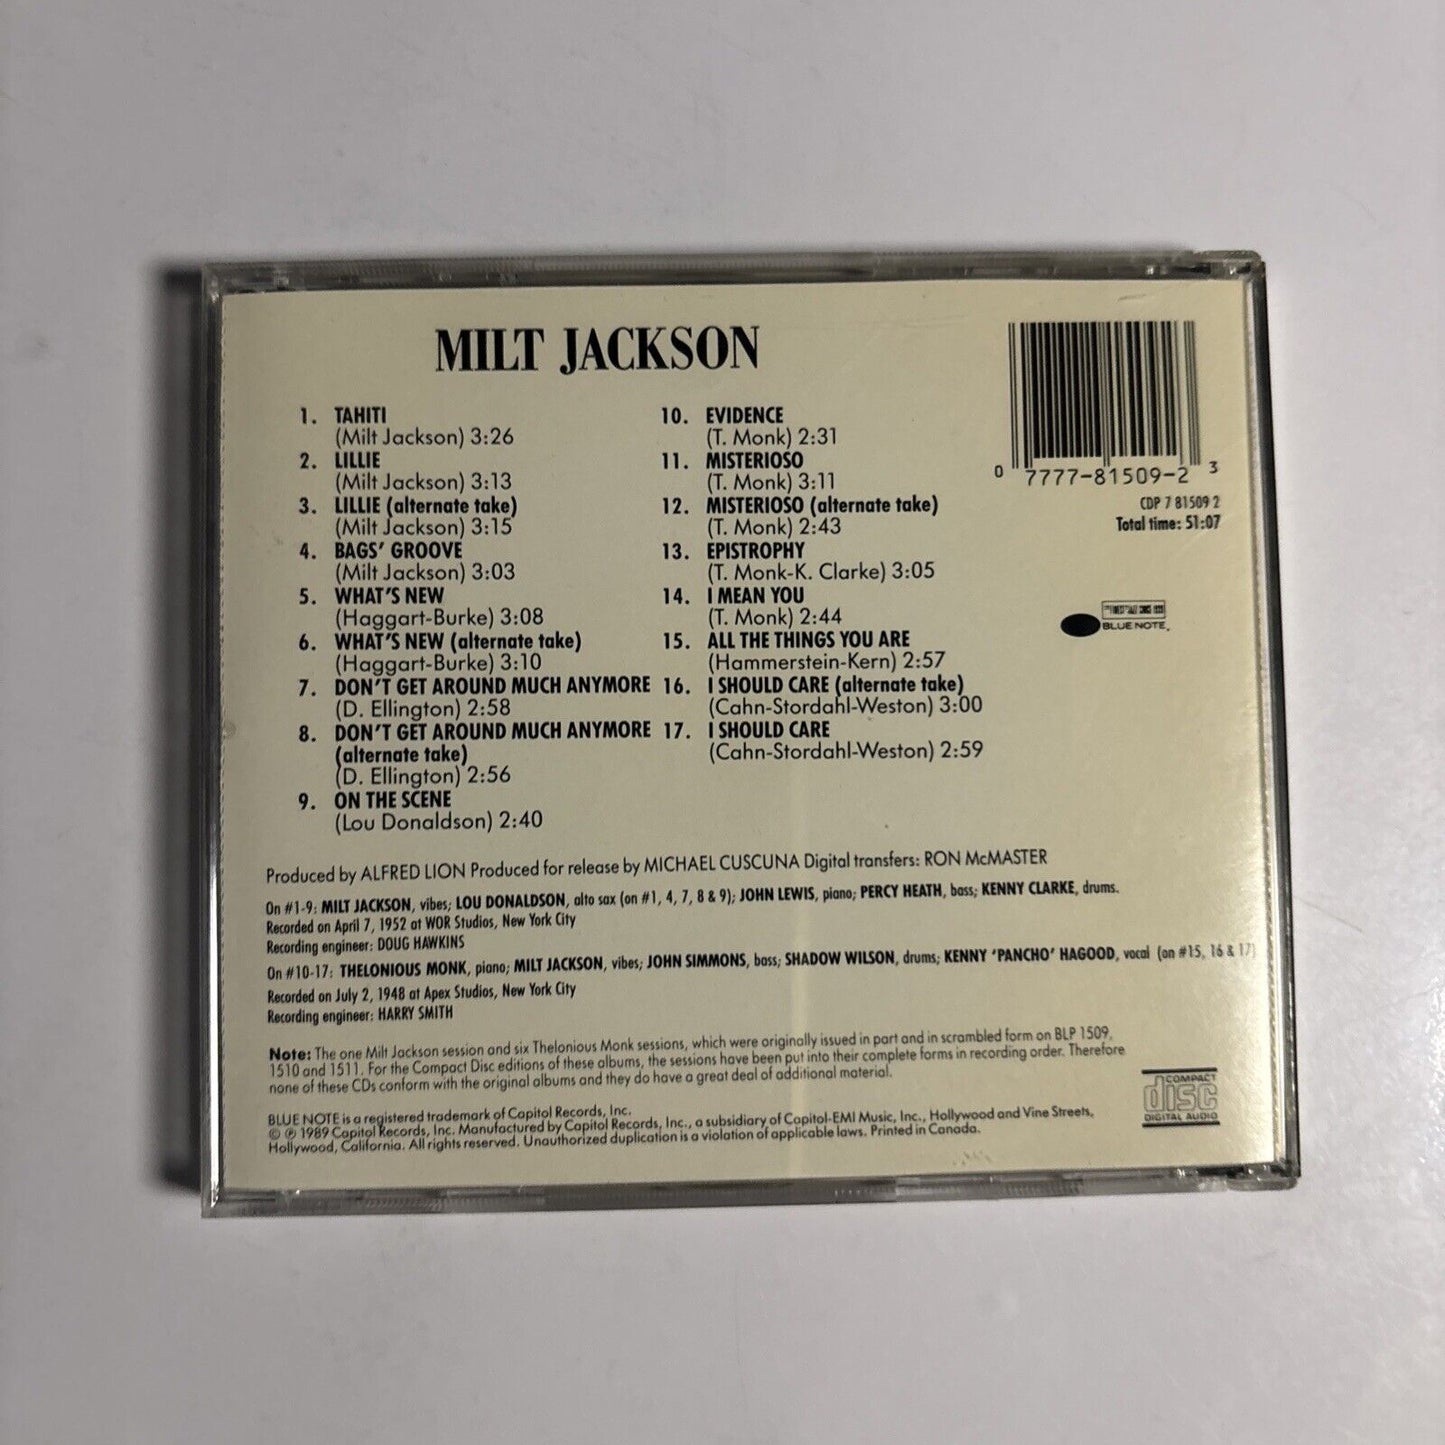 MILT JACKSON
1. TAHITI
(Milt Jackson) 3:26
2. LILLIE
(Milt Jackson) 3:13
3. LILLIE (alternate take)
(Milt Jackson) 3:15
4. BAGS' GROOVE
(Milt Jackson) 3:03
5. WHAT'S NEW
(Haggart-Burke) 3:08
6. WHAT'S NEW (alternate take)
(Haggart-Burke) 3:10
7. DON'T GET AROUND MUCH ANYMORE
(D. Ellington) 2:58
8. DON'T GET AROUND MUCH ANYMORE
(alternate take)
(D. Ellington) 2:56
9. ON THE SCENE
(Lou Donaldson) 2:40
10. EVIDENCE
(T. Monk) 2:31
11. MISTERIOSO
(T. Monk) 3:11
12. MISTERIOSO (alternate take)
(T. Monk) 2:43
13. EPISTROPHY
(T. Monk-K. Clarke) 3:05
14. I MEAN YOU
(T. Monk) 2:44
15. ALL THE THINGS YOU ARE
(Hammerstein-Kern) 2:57
16. I SHOULD CARE (alternate take)
(Cahn-Stordahl-Weston) 3:00
17. I SHOULD CARE
(Cahn-Stordahl-Weston) 2:59
0 7777-81509-2 3
CDP 7 81509 2
Total time: 51:07
BLUE NOTE.
Produced by ALFRED LION Produced for release by MICHAEL CUSCUNA Digital transfers: RON McMASTER
On #1-9: MILT JACKSON, vibes; LOU DONALDSON, alto sax (on #1, 4, 7, 8 & 9); JOHN LEWIS, piano; PERCY HEATH, bass; KENNY CLARKE, drums.
Recorded on April 7, 1952 at WOR Studios, New York City
Recording engineer: DOUG HAWKINS
On #10-17: THELONIOUS MONK, piano; MILT JACKSON, vibes; JOHN SIMMONS, bass; SHADOW WILSON, drums; KENNY 'PANCHO' HAGOOD, vocal (on #15, 16 & 17)
Recorded on July 2, 1948 at Apex Studios, New York City
Recording engineer: HARRY SMITH
Note: The one Milt Jackson session and six Thelonious Monk sessions, which were originally issued in part and in scrambled form on BLP 1509,
1510 and 1511. For the Compact Disc editions of these albums, the sessions have been put into their complete forms in recording order. Therefore
none of these CDs conform with the original albums and they do have a great deal of additional material.
BLUE NOTE is a registered trademark of Capitol Records, Inc.
© ℗ 1989 Capitol Records, Inc. Manufactured by Capitol Records, Inc., a subsidiary of Capitol-EMI Music, Inc., Hollywood and Vine Streets,
Hollywood, California. All rights reserved. Unauthorized duplication is a violation of applicable laws. Printed in Canada.
COMPACT
disc
DIGITAL AUDIO